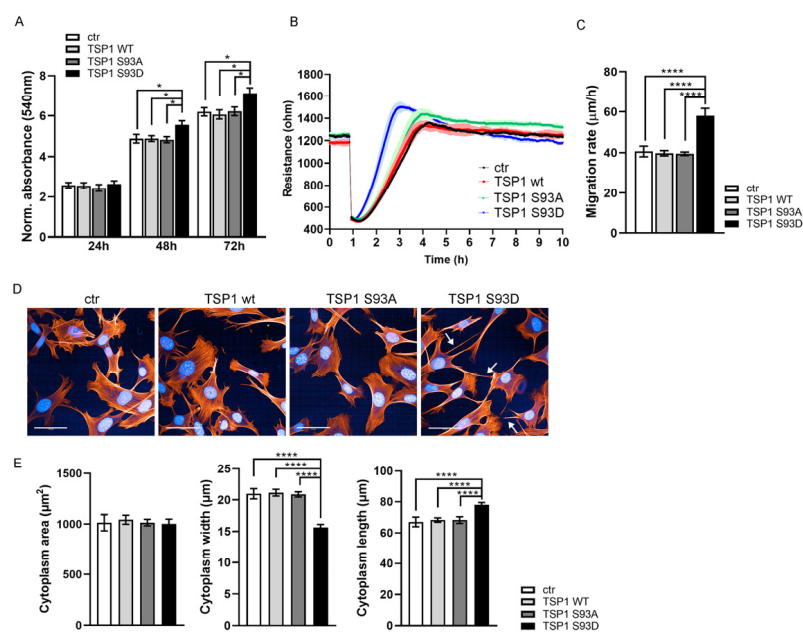 A
ctr
TSP1 WT
TSP1 S93A
TSP1 S93D
Norm. absorbance (540nm)
8
6
4
2
0
*
*
*
*
*
*
24h
48h
72h
B
Resistance (ohm)
1800
1600
1400
1200
1000
800
600
400
0 0 1 2 3 4 5 6 7 8 9 10
Time (h)
ctr
TSP1 wt
TSP1 S93A
TSP1 S93D
C
Migration rate (μm/h)
80
60
40
20
0
****
****
****
ctr
TSP1 WT
TSP1 S93A
TSP1 S93D
D
ctr
TSP1 wt
TSP1 S93A
TSP1 S93D
E
Cytoplasm area (μm²)
1500
1000
500
0
Cytoplasm width (μm)
25
20
15
10
5
0
****
****
****
Cytoplasm length (μm)
100
80
60
40
20
0
****
****
****
ctr
TSP1 WT
TSP1 S93A
TSP1 S93D